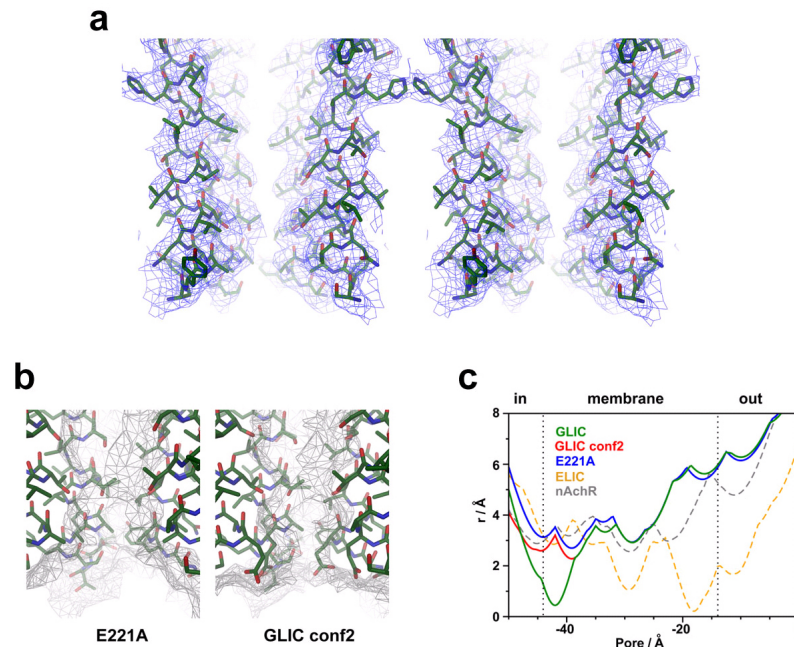 a
b
E221A GLIC conf2
c
in membrane out
8
6
4
2
0
r / Å
GLIC
GLIC conf2
E221A
ELIC
nAchR
-40 -20
Pore / Å